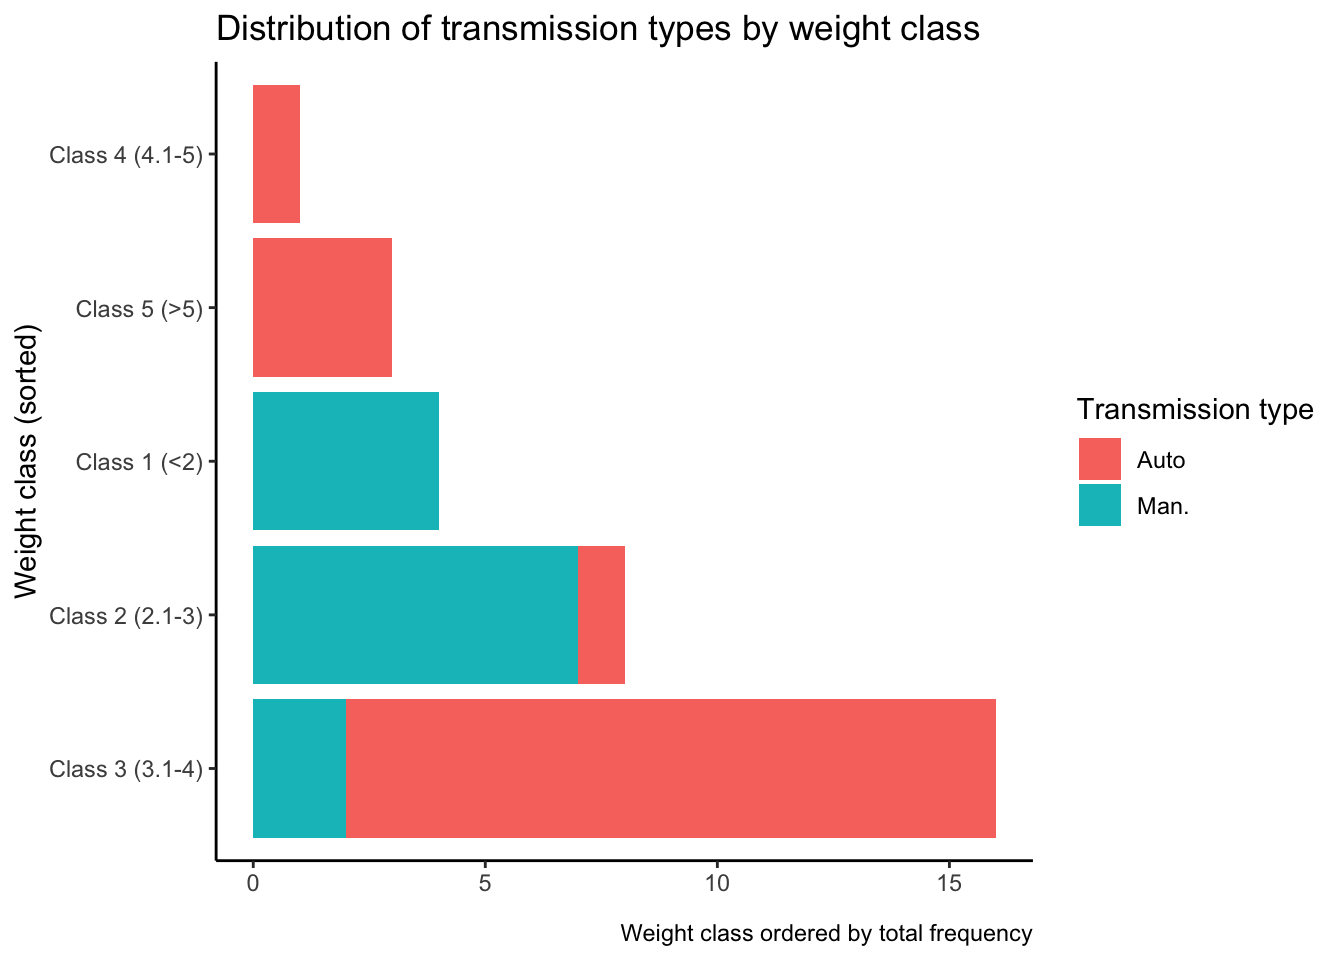 Distribution of transmission types by weight class
Weight class (sorted)
Class 4 (4.1-5)
Class 5 (>5)
Class 1 (<2)
Class 2 (2.1-3)
Class 3 (3.1-4)
0 5 10 15
Weight class ordered by total frequency
Transmission type
Auto
Man.